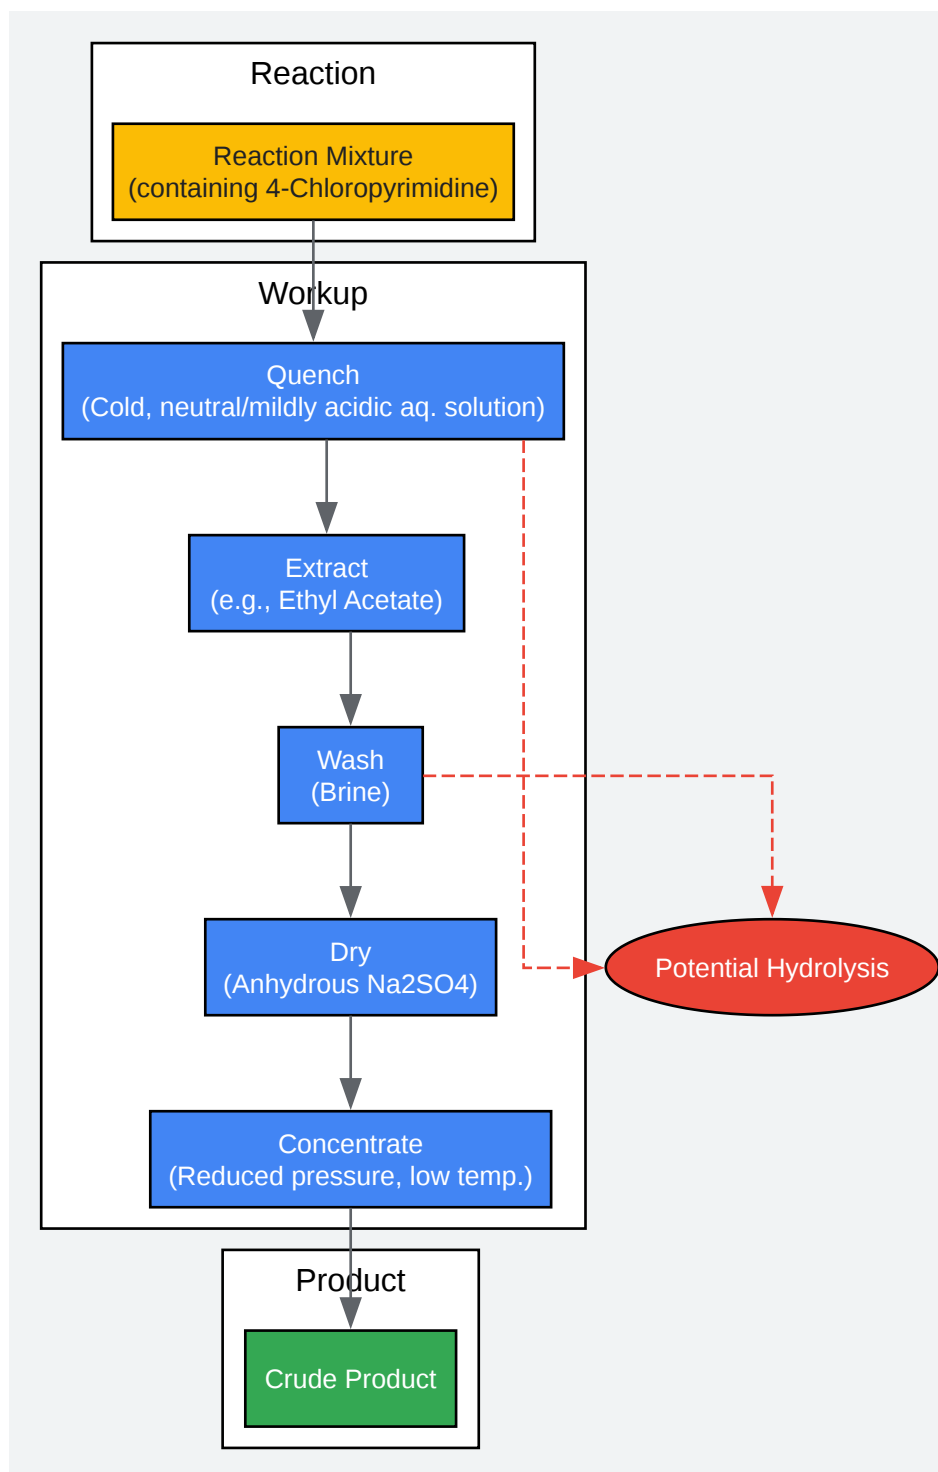 Reaction
Reaction Mixture
(containing 4-Chloropyrimidine)
Workup
Quench
(Cold, neutral/mildly acidic aq. solution)
Extract
(e.g., Ethyl Acetate)
Wash
(Brine)
Dry
(Anhydrous Na2SO4)
Potential Hydrolysis
Concentrate
(Reduced pressure, low temp.)
Product
Crude Product